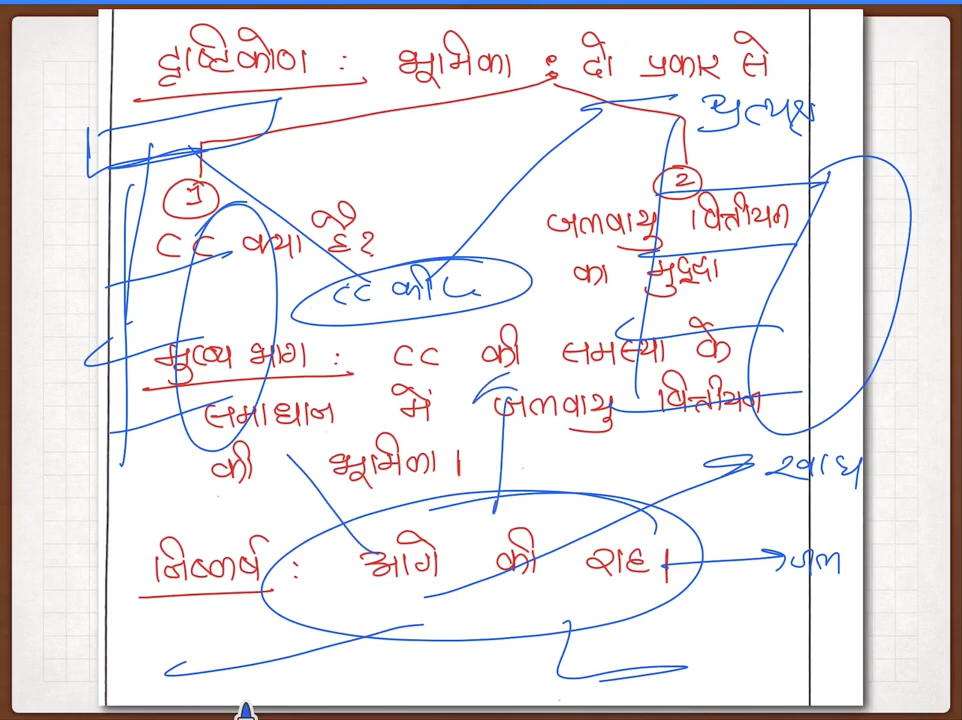 दृष्टिकोण : भूमिका : दो प्रकार से
प्रत्यक्ष
1
2
CC क्या है?
जलवायु वित्तीयन
का मुद्दा
CC की
मुख्य भाग : CC की समस्या के
समाधान में जलवायु वित्तीयन
की भूमिका।
खाद्य
निष्कर्ष : आगे की राह।
जल